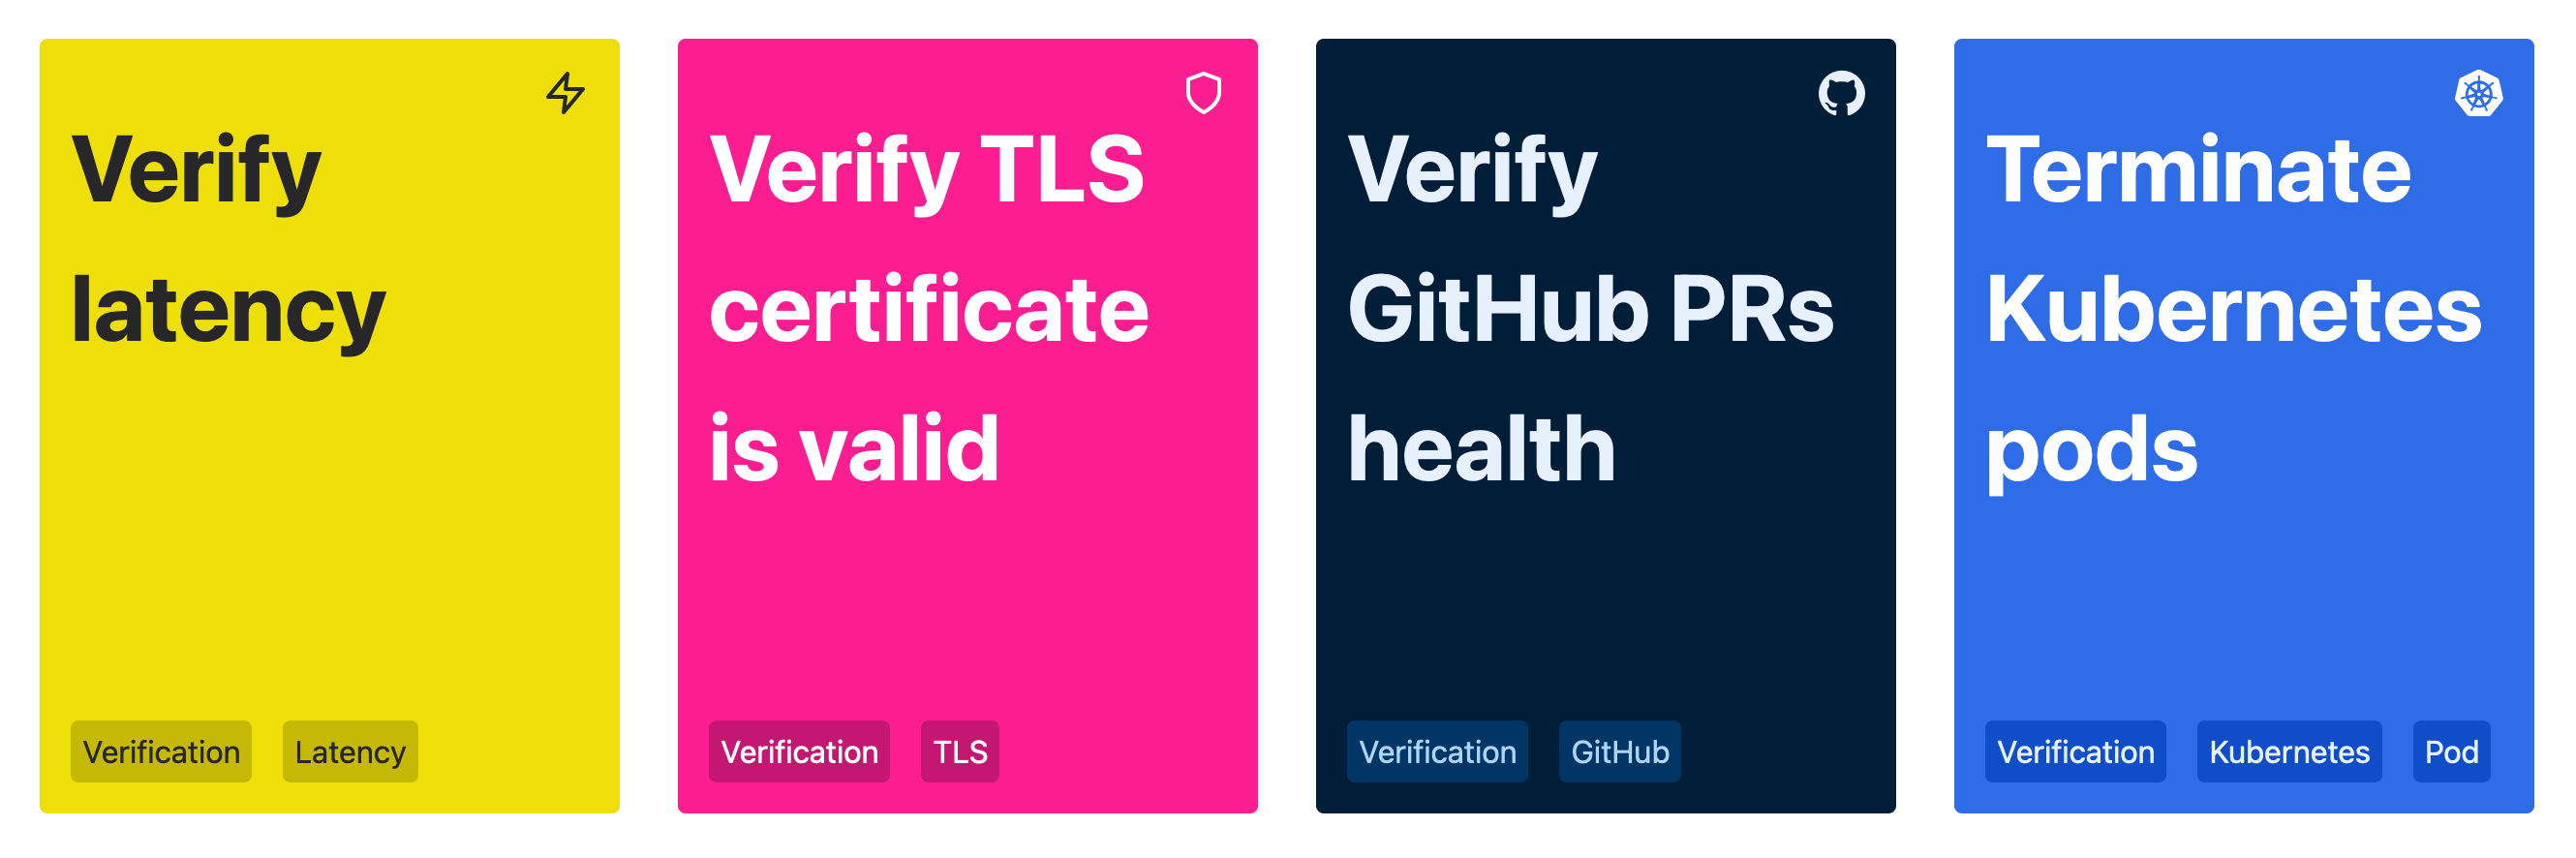 Verify
latency
Verification
Latency
Verify TLS
certificate
is valid
Verification
TLS
Verify
GitHub PRs
health
Verification
GitHub
Terminate
Kubernetes
pods
Verification
Kubernetes
Pod